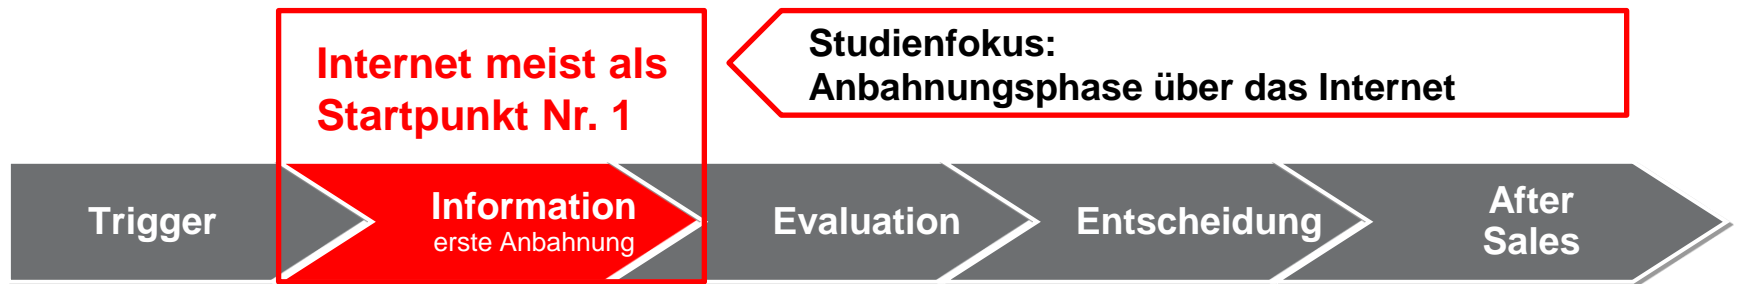 Internet meist als
Startpunkt Nr. 1
Studienfokus:
Anbahnungsphase über das Internet
Trigger
Information
erste Anbahnung
Evaluation
Entscheidung
After
Sales